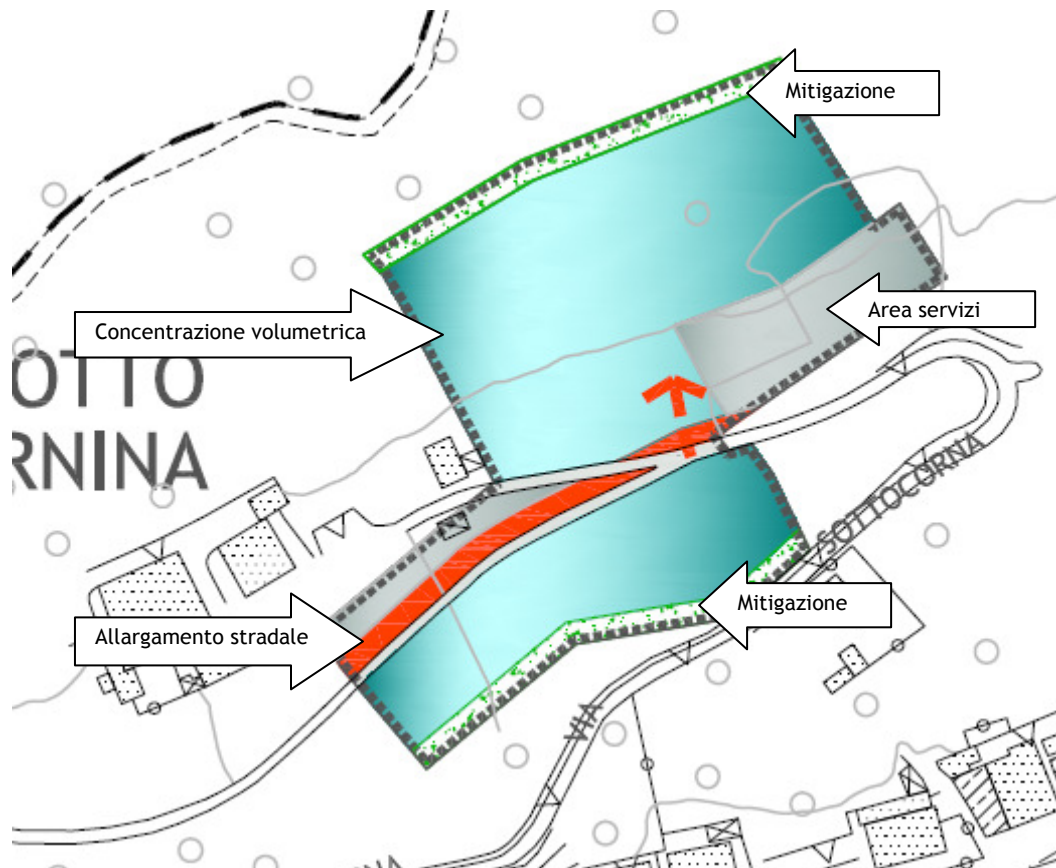 Mitigazione
Area servizi
Concentrazione volumetrica
OTTO
RNINA
SOTTOCORNA
Mitigazione
Allargamento stradale
VIA